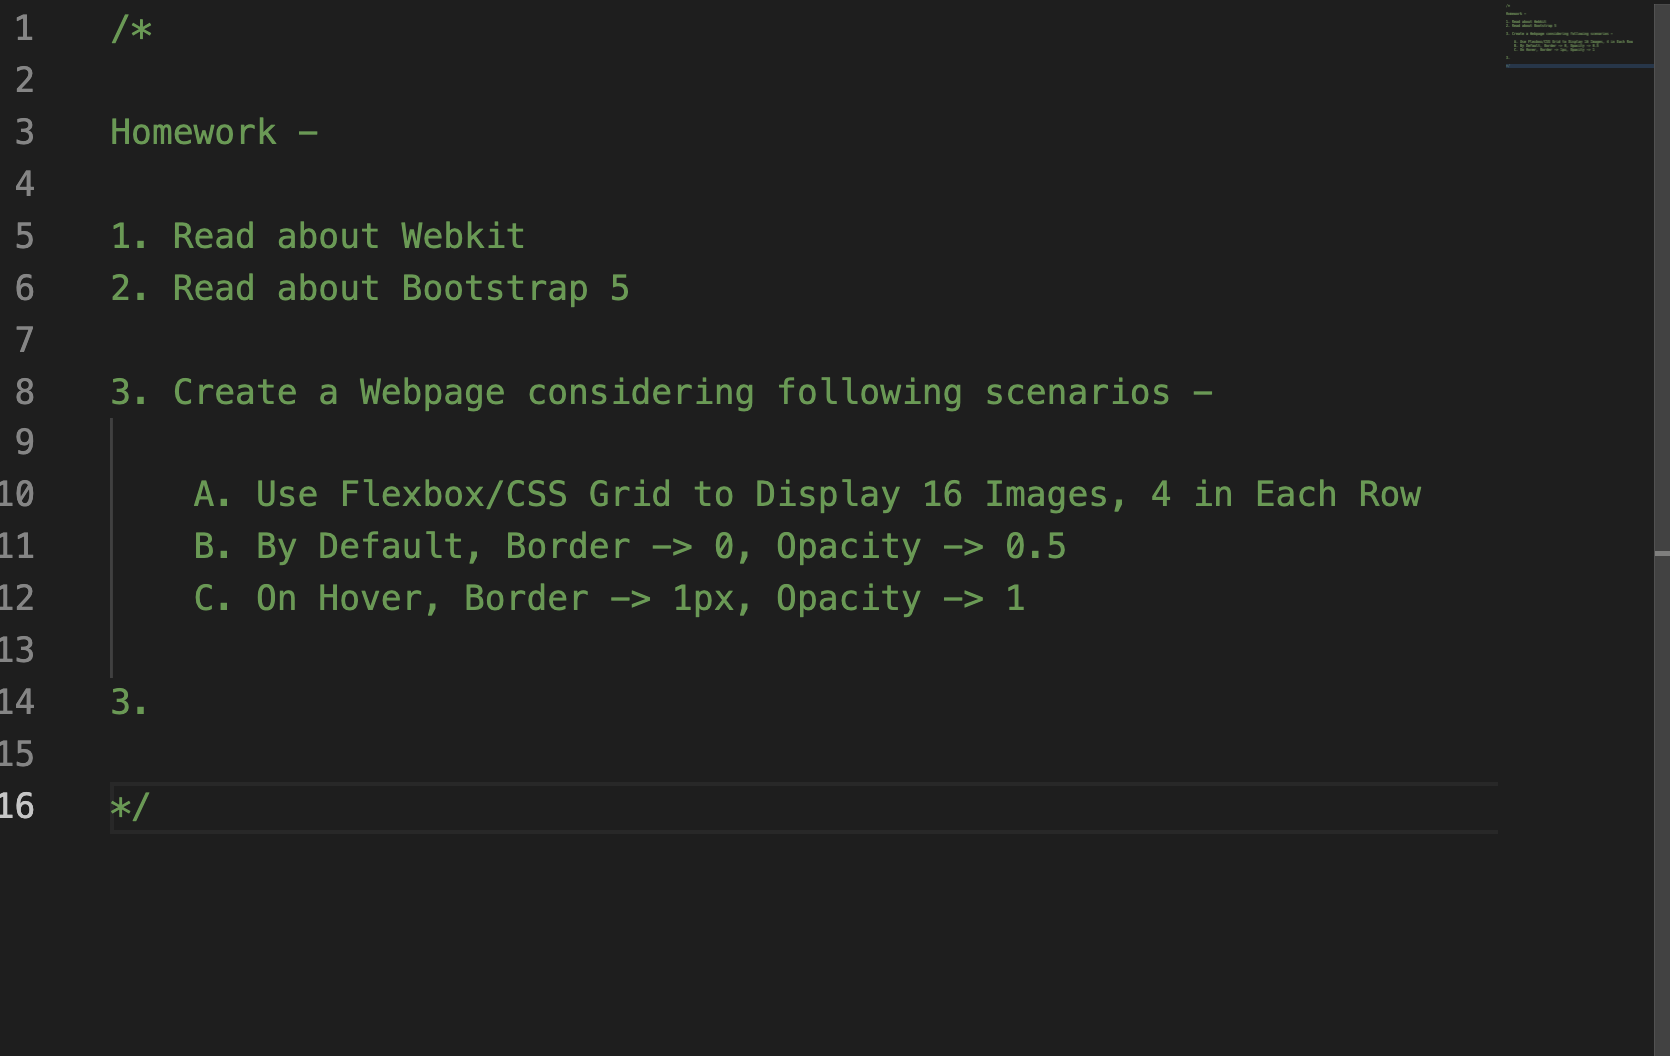 1 /*
2
3 Homework -
4
5 1. Read about Webkit
6 2. Read about Bootstrap 5
7
8 3. Create a Webpage considering following scenarios -
9
10 A. Use Flexbox/CSS Grid to Display 16 Images, 4 in Each Row
11 B. By Default, Border -> 0, Opacity -> 0.5
12 C. On Hover, Border -> 1px, Opacity -> 1
13
14 3.
15
16 */